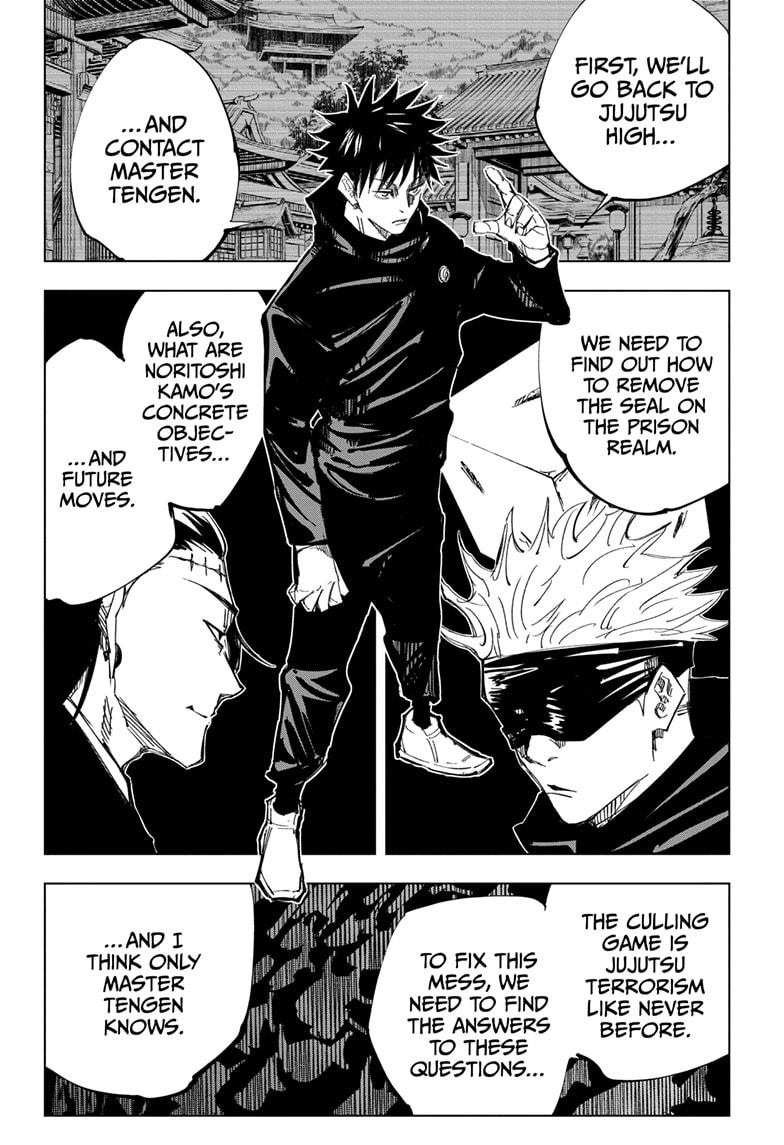 FIRST, WE'LL
GO BACK TO
JUJUTSU
HIGH...
...AND
CONTACT
MASTER
TENGEN.
WE NEED TO
FIND OUT HOW
TO REMOVE
THE SEAL ON
THE PRISON
REALM.
ALSO,
WHAT ARE
NORITOSHI
KAMO'S
CONCRETE
OBJEC-
TIVES...
...AND
FUTURE
MOVES.
THE CULLING
GAME IS
JUJUTSU
TERRORISM
LIKE NEVER
BEFORE.
TO FIX THIS
MESS, WE
NEED TO FIND
THE ANSWERS
TO THESE
QUESTIONS...
...AND I
THINK ONLY
MASTER
TENGEN
KNOWS.